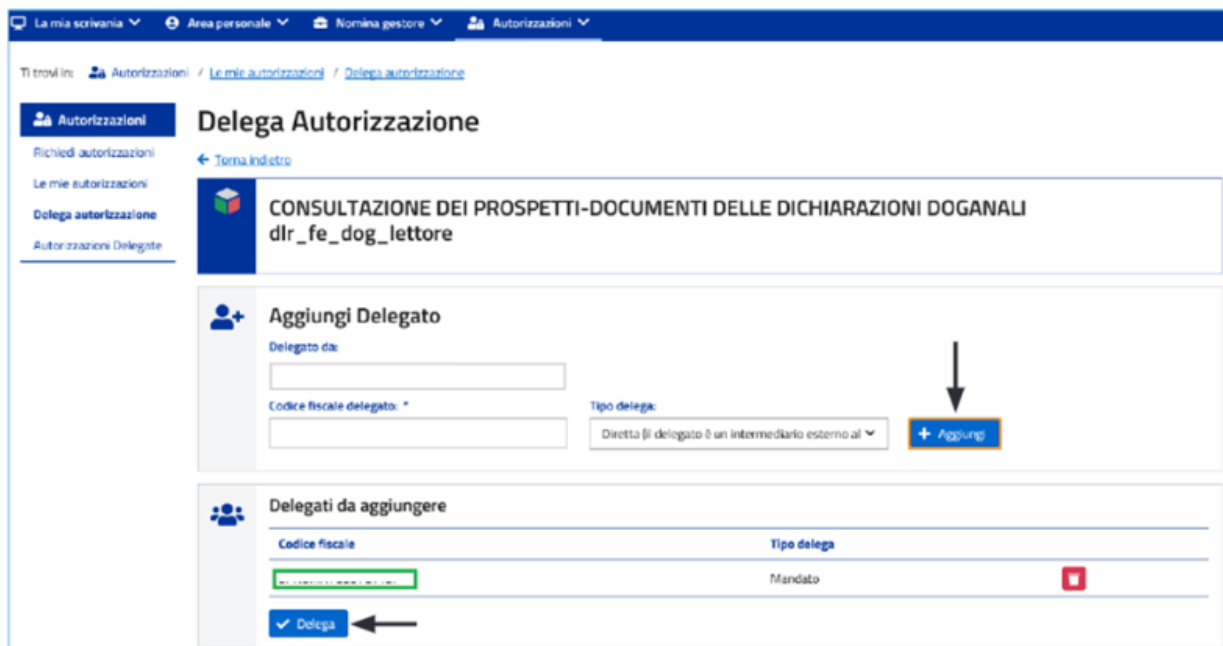 La mia scrivania Area personale Nomina gestore Autorizzazioni
Ti trovi in: Autorizzazioni / Le mie autorizzazioni / Delega autorizzazione
Autorizzazioni
Richiedi autorizzazioni
Le mie autorizzazioni
Delega autorizzazione
Autorizzazioni Delegate
Delega Autorizzazione
Torna indietro
CONSULTAZIONE DEI PROSPETTI-DOCUMENTI DELLE DICHIARAZIONI DOGANALI
dlr_fe_dog_lettore
Aggiungi Delegato
Delegato da:
Codice fiscale delegato: *
Tipo delega:
Diretta (il delegato è un intermediario esterno al
+ Aggiungi
Delegati da aggiungere
Codice fiscale Tipo delega
Mandato
Delega